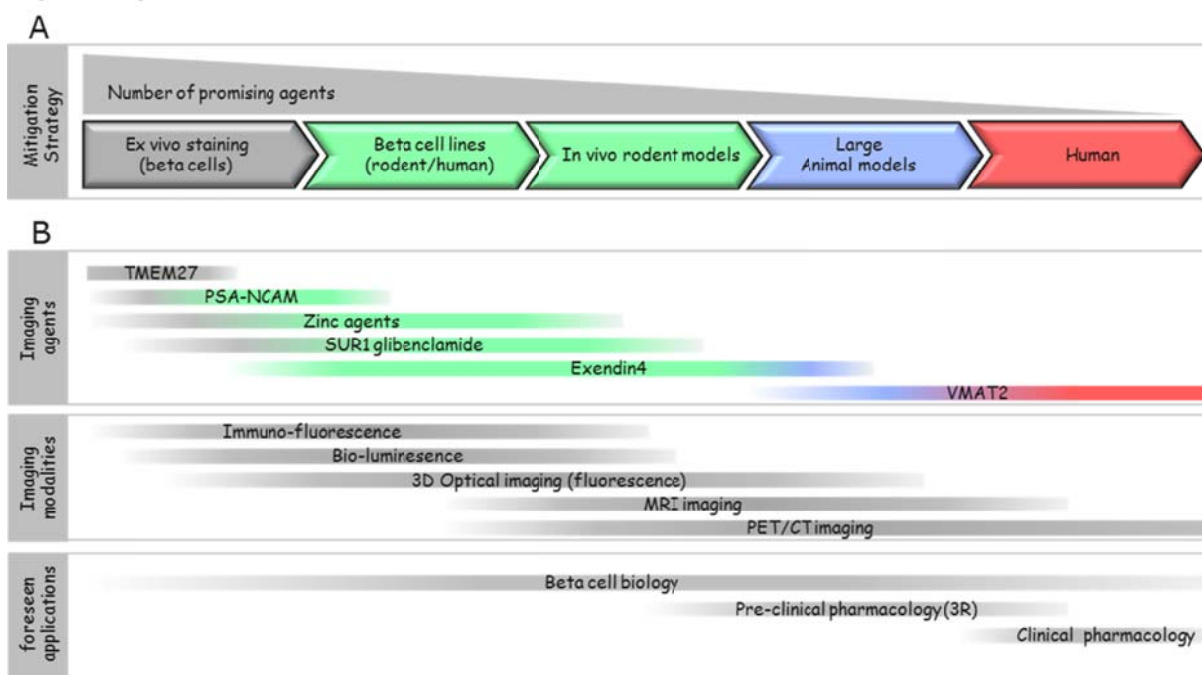 A
Mitigation
Strategy
Number of promising agents
Ex vivo staining
(beta cells)
Beta cell lines
(rodent/human)
In vivo rodent models
Large
Animal models
Human
B
Imaging
agents
TMEM27
PSA-NCAM
Zinc agents
SUR1 glibenclamide
Exendin4
VMAT2
Imaging
modalities
Immuno-fluorescence
Bio-lumiresence
3D Optical imaging (fluorescence)
MRI imaging
PET/CT imaging
foreseen
applications
Beta cell biology
Pre-clinical pharmacology (3R)
Clinical pharmacology